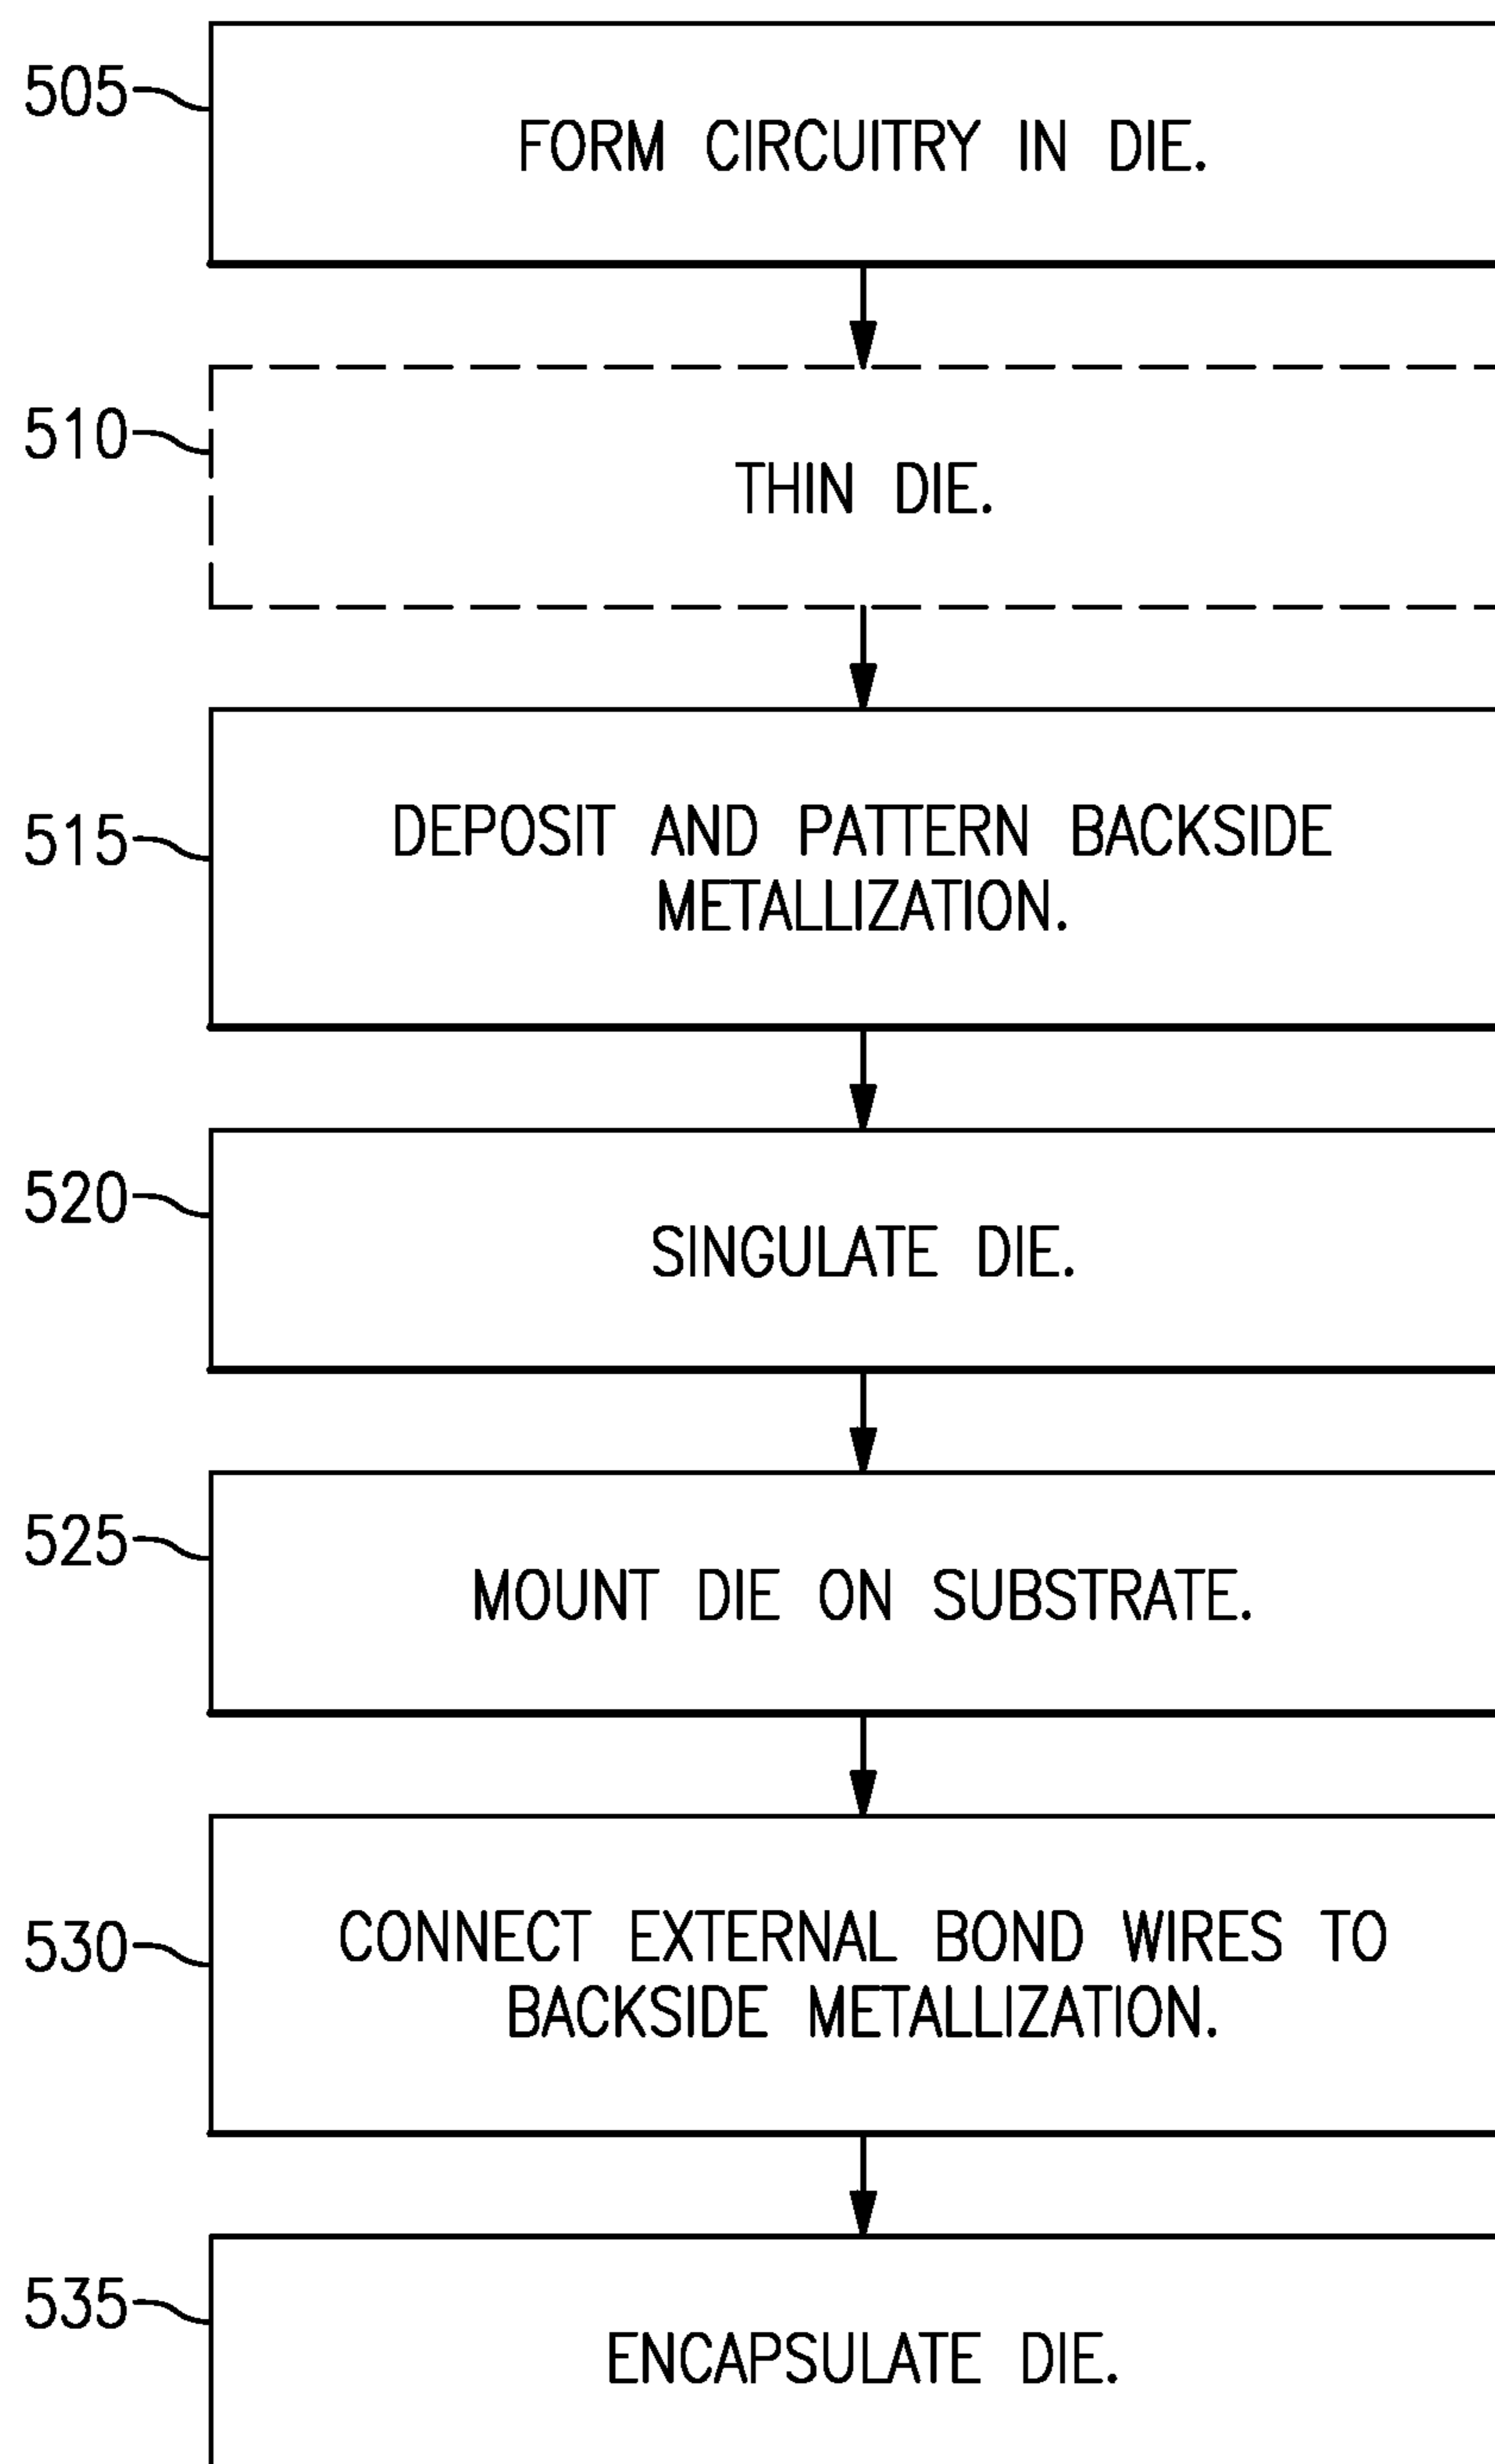 505
FORM CIRCUITRY IN DIE.
510
THIN DIE.
515
DEPOSIT AND PATTERN BACKSIDE
METALLIZATION.
520
SINGULATE DIE.
525
MOUNT DIE ON SUBSTRATE.
530
CONNECT EXTERNAL BOND WIRES TO
BACKSIDE METALLIZATION.
535
ENCAPSULATE DIE.